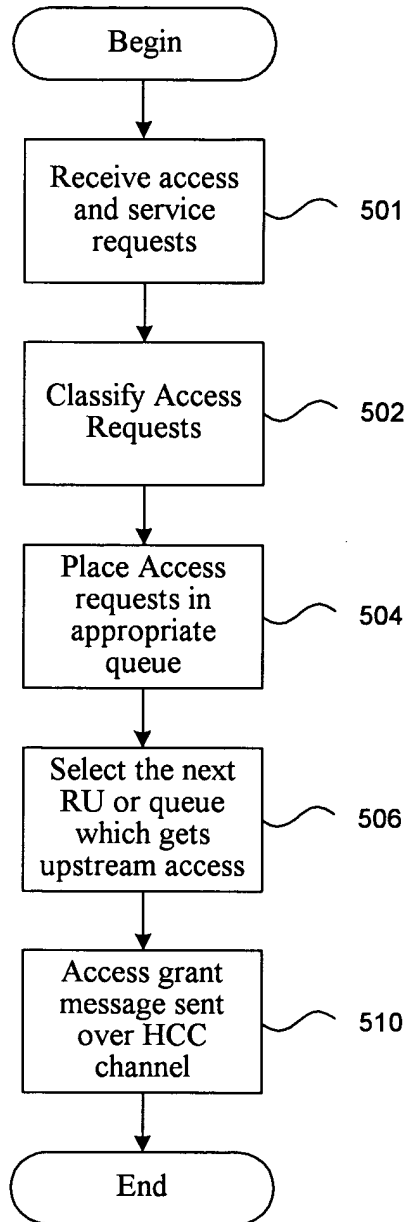 Begin
Receive access
and service
requests
501
Classify Access
Requests
502
Place Access
requests in
appropriate
queue
504
Select the next
RU or queue
which gets
upstream access
506
Access grant
message sent
over HCC
channel
510
End